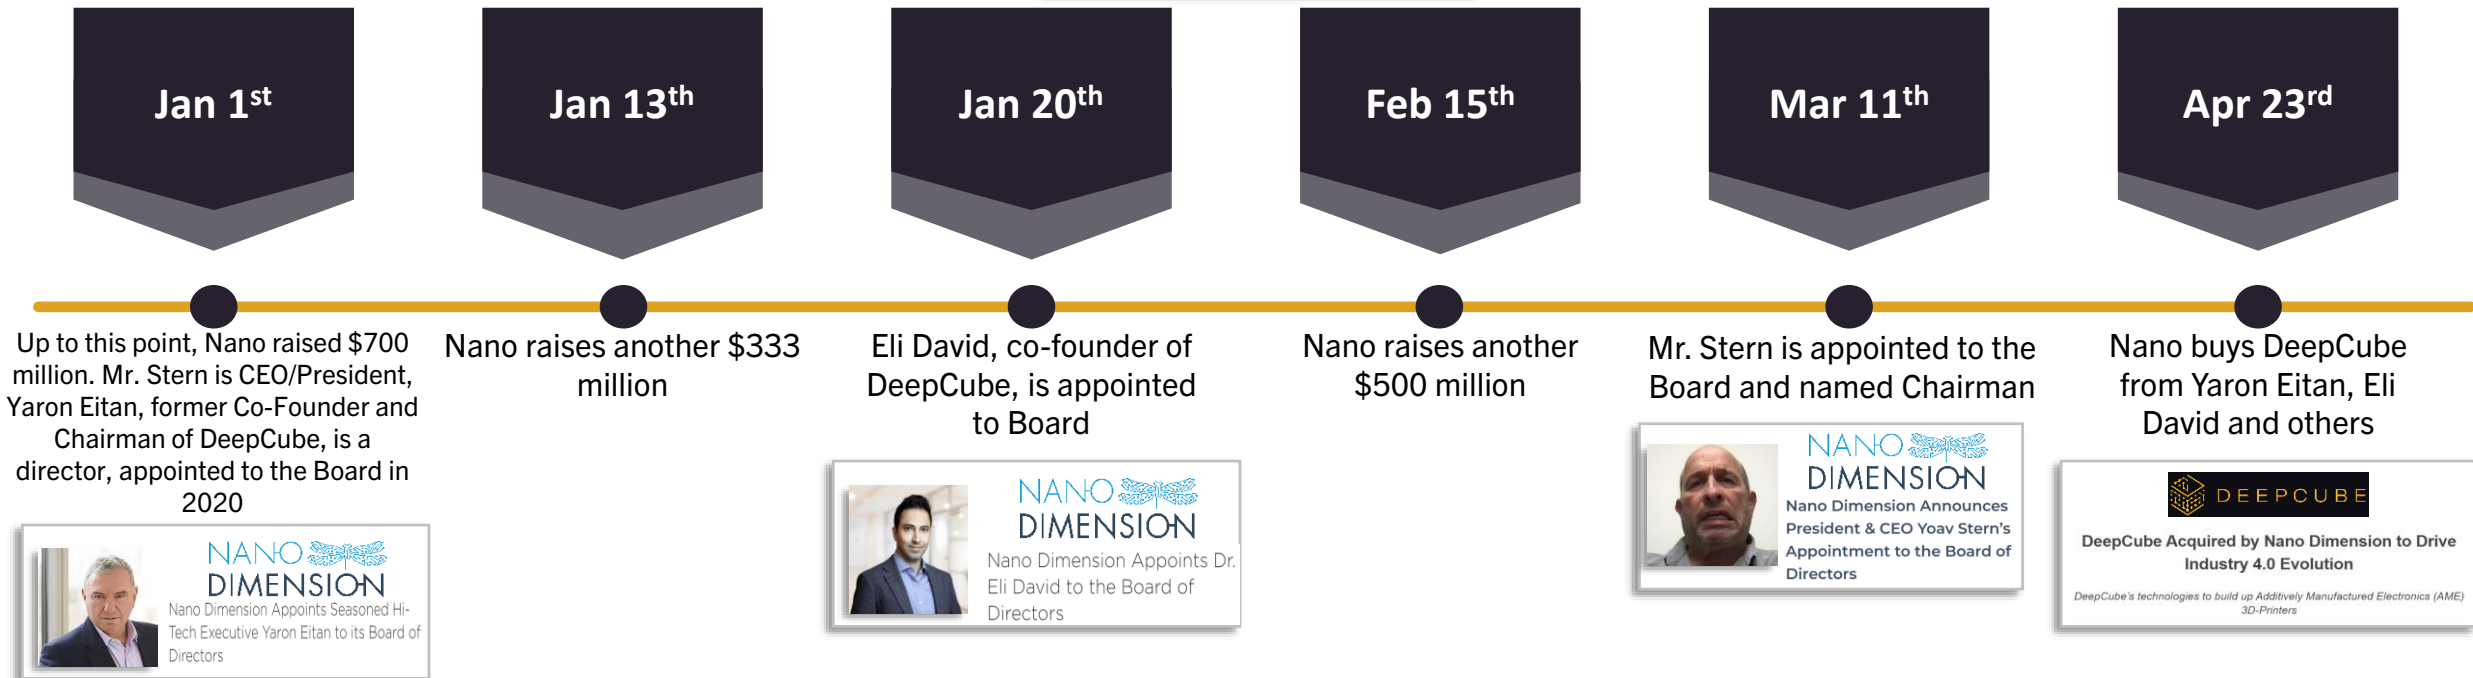 Jan 1st
Jan 13th
Jan 20th
Feb 15th
Mar 11th
Apr 23rd
Up to this point, Nano raised $700
million. Mr. Stern is CEO/President,
Yaron Eitan, former Co-Founder and
Chairman of DeepCube, is a
director, appointed to the Board in
2020
NANO
DIMENSION
Nano Dimension Appoints Seasoned Hi-
Tech Executive Yaron Eitan to its Board of
Directors
Nano raises another $333
million
Eli David, co-founder of
DeepCube, is appointed
to Board
NANO
DIMENSION
Nano Dimension Appoints Dr.
Eli David to the Board of
Directors
Nano raises another
$500 million
Mr. Stern is appointed to the
Board and named Chairman
NANO
DIMENSION
Nano Dimension Announces
President & CEO Yoav Stern's
Appointment to the Board of
Directors
Nano buys DeepCube
from Yaron Eitan, Eli
David and others
DEEPCUBE
DeepCube Acquired by Nano Dimension to Drive
Industry 4.0 Evolution
DeepCube's technologies to build up Additively Manufactured Electronics (AME)
3D-Printers